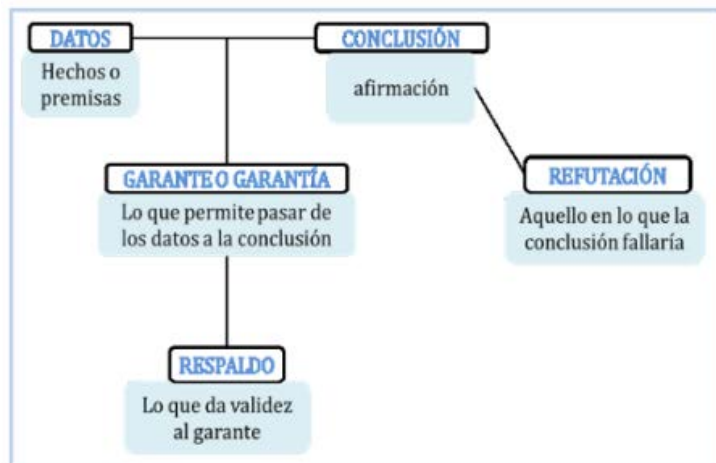 DATOS
Hechos o
premisas
CONCLUSIÓN
afirmación
GARANTE O GARANTÍA
Lo que permite pasar de
los datos a la conclusión
REFUTACIÓN
Aquello en lo que la
conclusión fallaría
RESPALDO
Lo que da validez
al garante